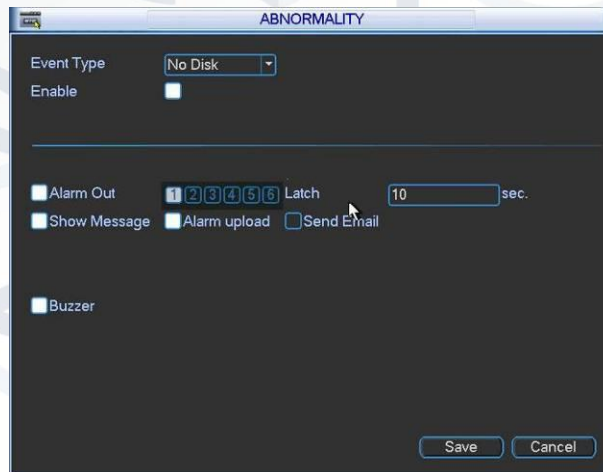 ABNORMALITY
Event Type No Disk
Enable
Alarm Out 1 2 3 4 5 6 Latch 10 sec.
Show Message Alarm upload Send Email
Buzzer
Save Cancel